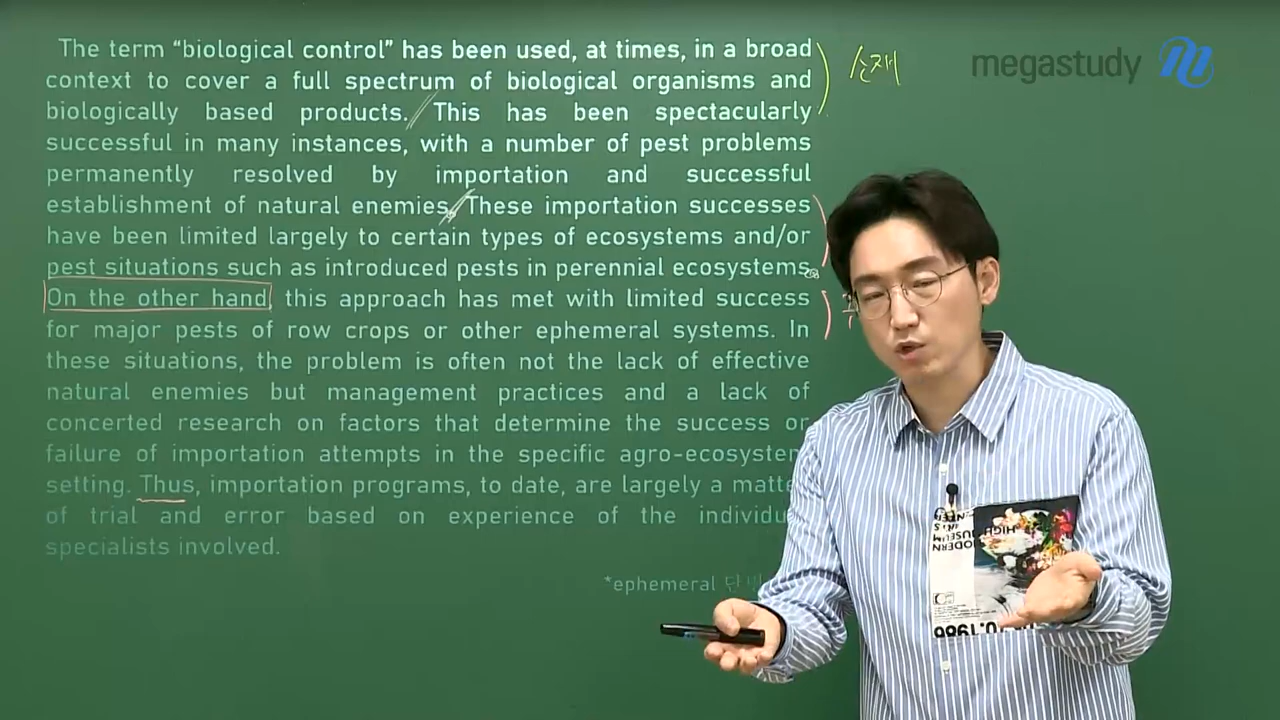 The term “biological control” has been used, at times, in a broad
context to cover a full spectrum of biological organisms and
biologically based products. This has been spectacularly
successful in many instances, with a number of pest problems
permanently resolved by importation and successful
establishment of natural enemies. These importation successes
have been limited largely to certain types of ecosystems and/or
pest situations such as introduced pests in perennial ecosystems.
On the other hand, this approach has met with limited success
for major pests of row crops or other ephemeral systems. In
these situations, the problem is often not the lack of effective
natural enemies but management practices and a lack of
concerted research on factors that determine the success or
failure of importation attempts in the specific agro-ecosystem
setting. Thus, importation programs, to date, are largely a matter
of trial and error based on experience of the individual
specialists involved.
*ephemeral 단
소재
megastudy
MODERN
MUSEUM
HIGH
10.1986